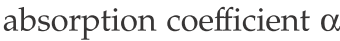 absorption coefficient α